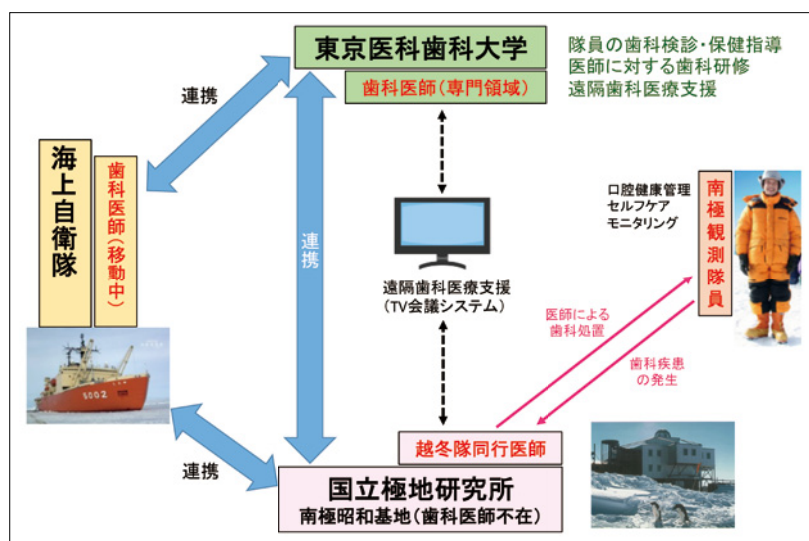 東京医科歯科大学
歯科医師(専門領域)
隊員の歯科検診・保健指導
医師に対する歯科研修
遠隔歯科医療支援
連携
海上自衛隊
歯科医師(移動中)
連携
遠隔歯科医療支援
(TV会議システム)
口腔健康管理
セルフケア
モニタリング
南極観測隊員
医師による
歯科処置
歯科疾患
の発生
5002
連携
越冬隊同行医師
国立極地研究所
南極昭和基地(歯科医師不在)